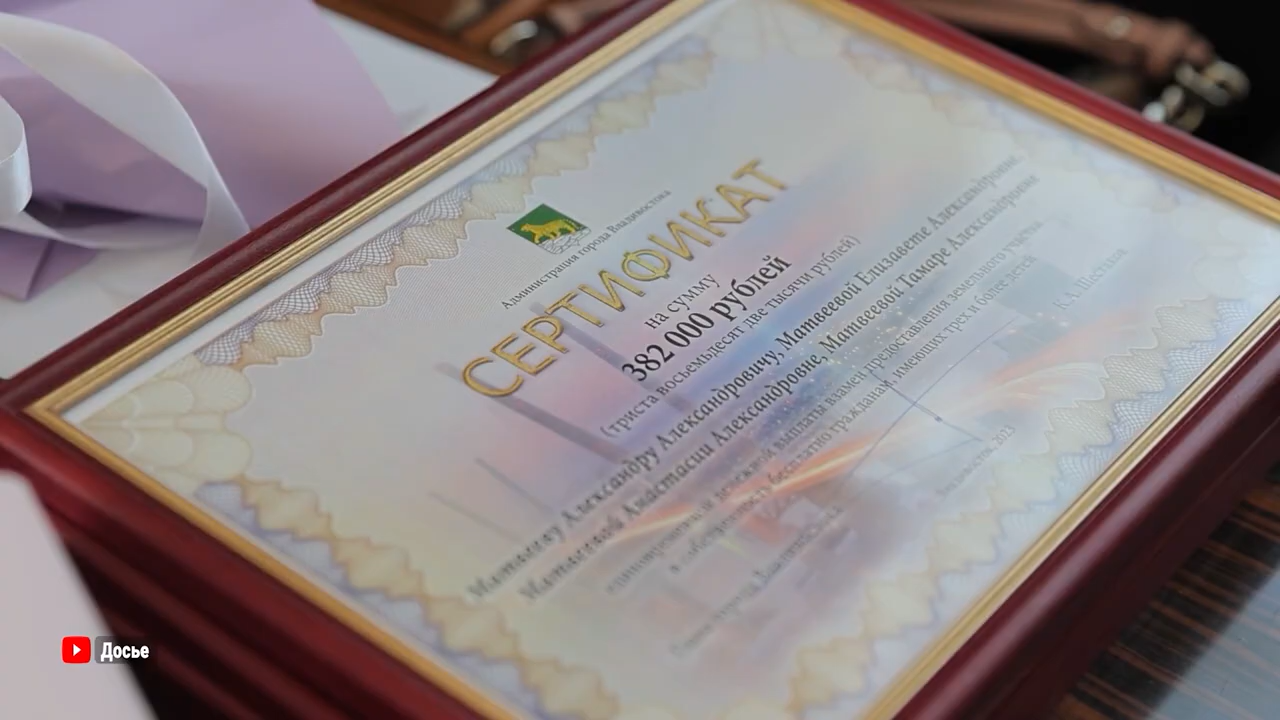 Администрация города Владивостока
СЕРТИФИКАТ
на сумму
382 000 рублей
(триста восемьдесят две тысячи рублей)
Матвееву Александру Александровичу, Матвеевой Елизавете Александровне,
Матвеевой Анастасии Александровне, Матвеевой Тамаре Александровне
единовременной денежной выплаты взамен предоставления земельного участка
в собственность бесплатно гражданам, имеющих трех и более детей
Глава города Владивостока
К.А. Шестаков
Владивосток, 2023
Досье